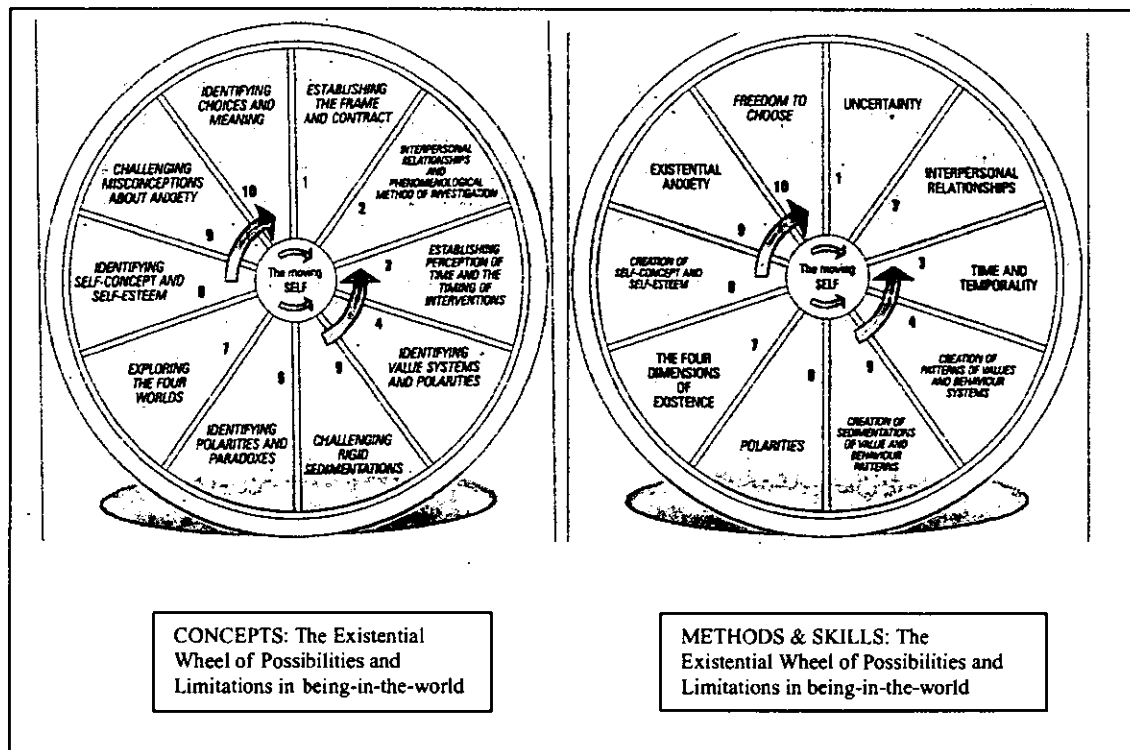 IDENTIFYING
CHOICES AND
MEANING
ESTABLISHING
THE FRAME
AND CONTRACT
INTERPERSONAL
RELATIONSHIPS
AND
PHENOMENOLOGICAL
METHOD OF INVESTIGATION
ESTABLISHING
PERCEPTION OF
TIME AND THE
TIMING OF
INTERVENTIONS
IDENTIFYING
VALUE SYSTEMS
AND POLARITIES
CHALLENGING
RIGID
SEDIMENTATIONS
IDENTIFYING
POLARITIES AND
PARADOXES
EXPLORING
THE FOUR
WORLDS
IDENTIFYING
SELF-CONCEPT AND
SELF-ESTEEM
CHALLENGING
MISCONCEPTIONS
ABOUT ANXIETY
1
2
4
7
10
The moving
SELF
FREEDOM TO
CHOOSE
UNCERTAINTY
INTERPERSONAL
RELATIONSHIPS
TIME AND
TEMPORALITY
CREATION OF
PATTERNS OF VALUES
AND BEHAVIOUR
SYSTEMS
CREATION OF
SEDIMENTATIONS
OF VALUE AND
BEHAVIOUR
PATTERNS
POLARITIES
THE FOUR
DIMENSIONS
OF
EXISTENCE
CREATION OF
SELF-CONCEPT AND
SELF-ESTEEM
EXISTENTIAL
ANXIETY
1
3
4
7
10
The moving
SELF
CONCEPTS: The Existential
Wheel of Possibilities and
Limitations in being-in-the-world
METHODS & SKILLS: The
Existential Wheel of Possibilities and
Limitations in being-in-the-world